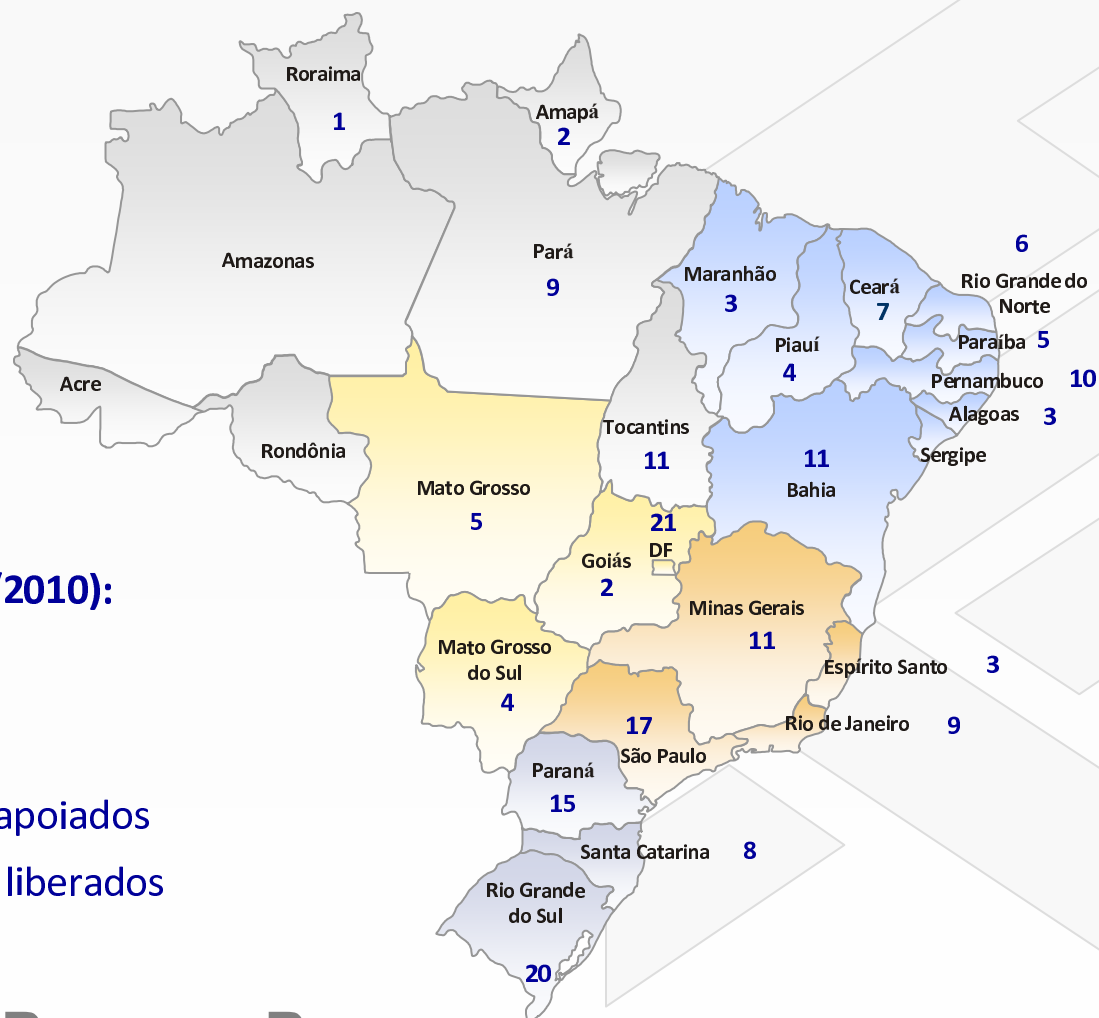 Roraima
1
Amapá
2
Amazonas
Pará
9
Maranhão
3
Piauí
4
Ceará
7
6
Rio Grande do
Norte
Paraíba 5
Pernambuco 10
Alagoas 3
Sergipe
Acre
Rondônia
Tocantins
11
11
Bahia
Mato Grosso
5
21
DF
Goiás
2
/2010):
Minas Gerais
11
Mato Grosso
do Sul
4
Espírito Santo 3
17
São Paulo
Rio de Janeiro 9
Paraná
15
apoiados
Santa Catarina 8
liberados
Rio Grande
do Sul
20